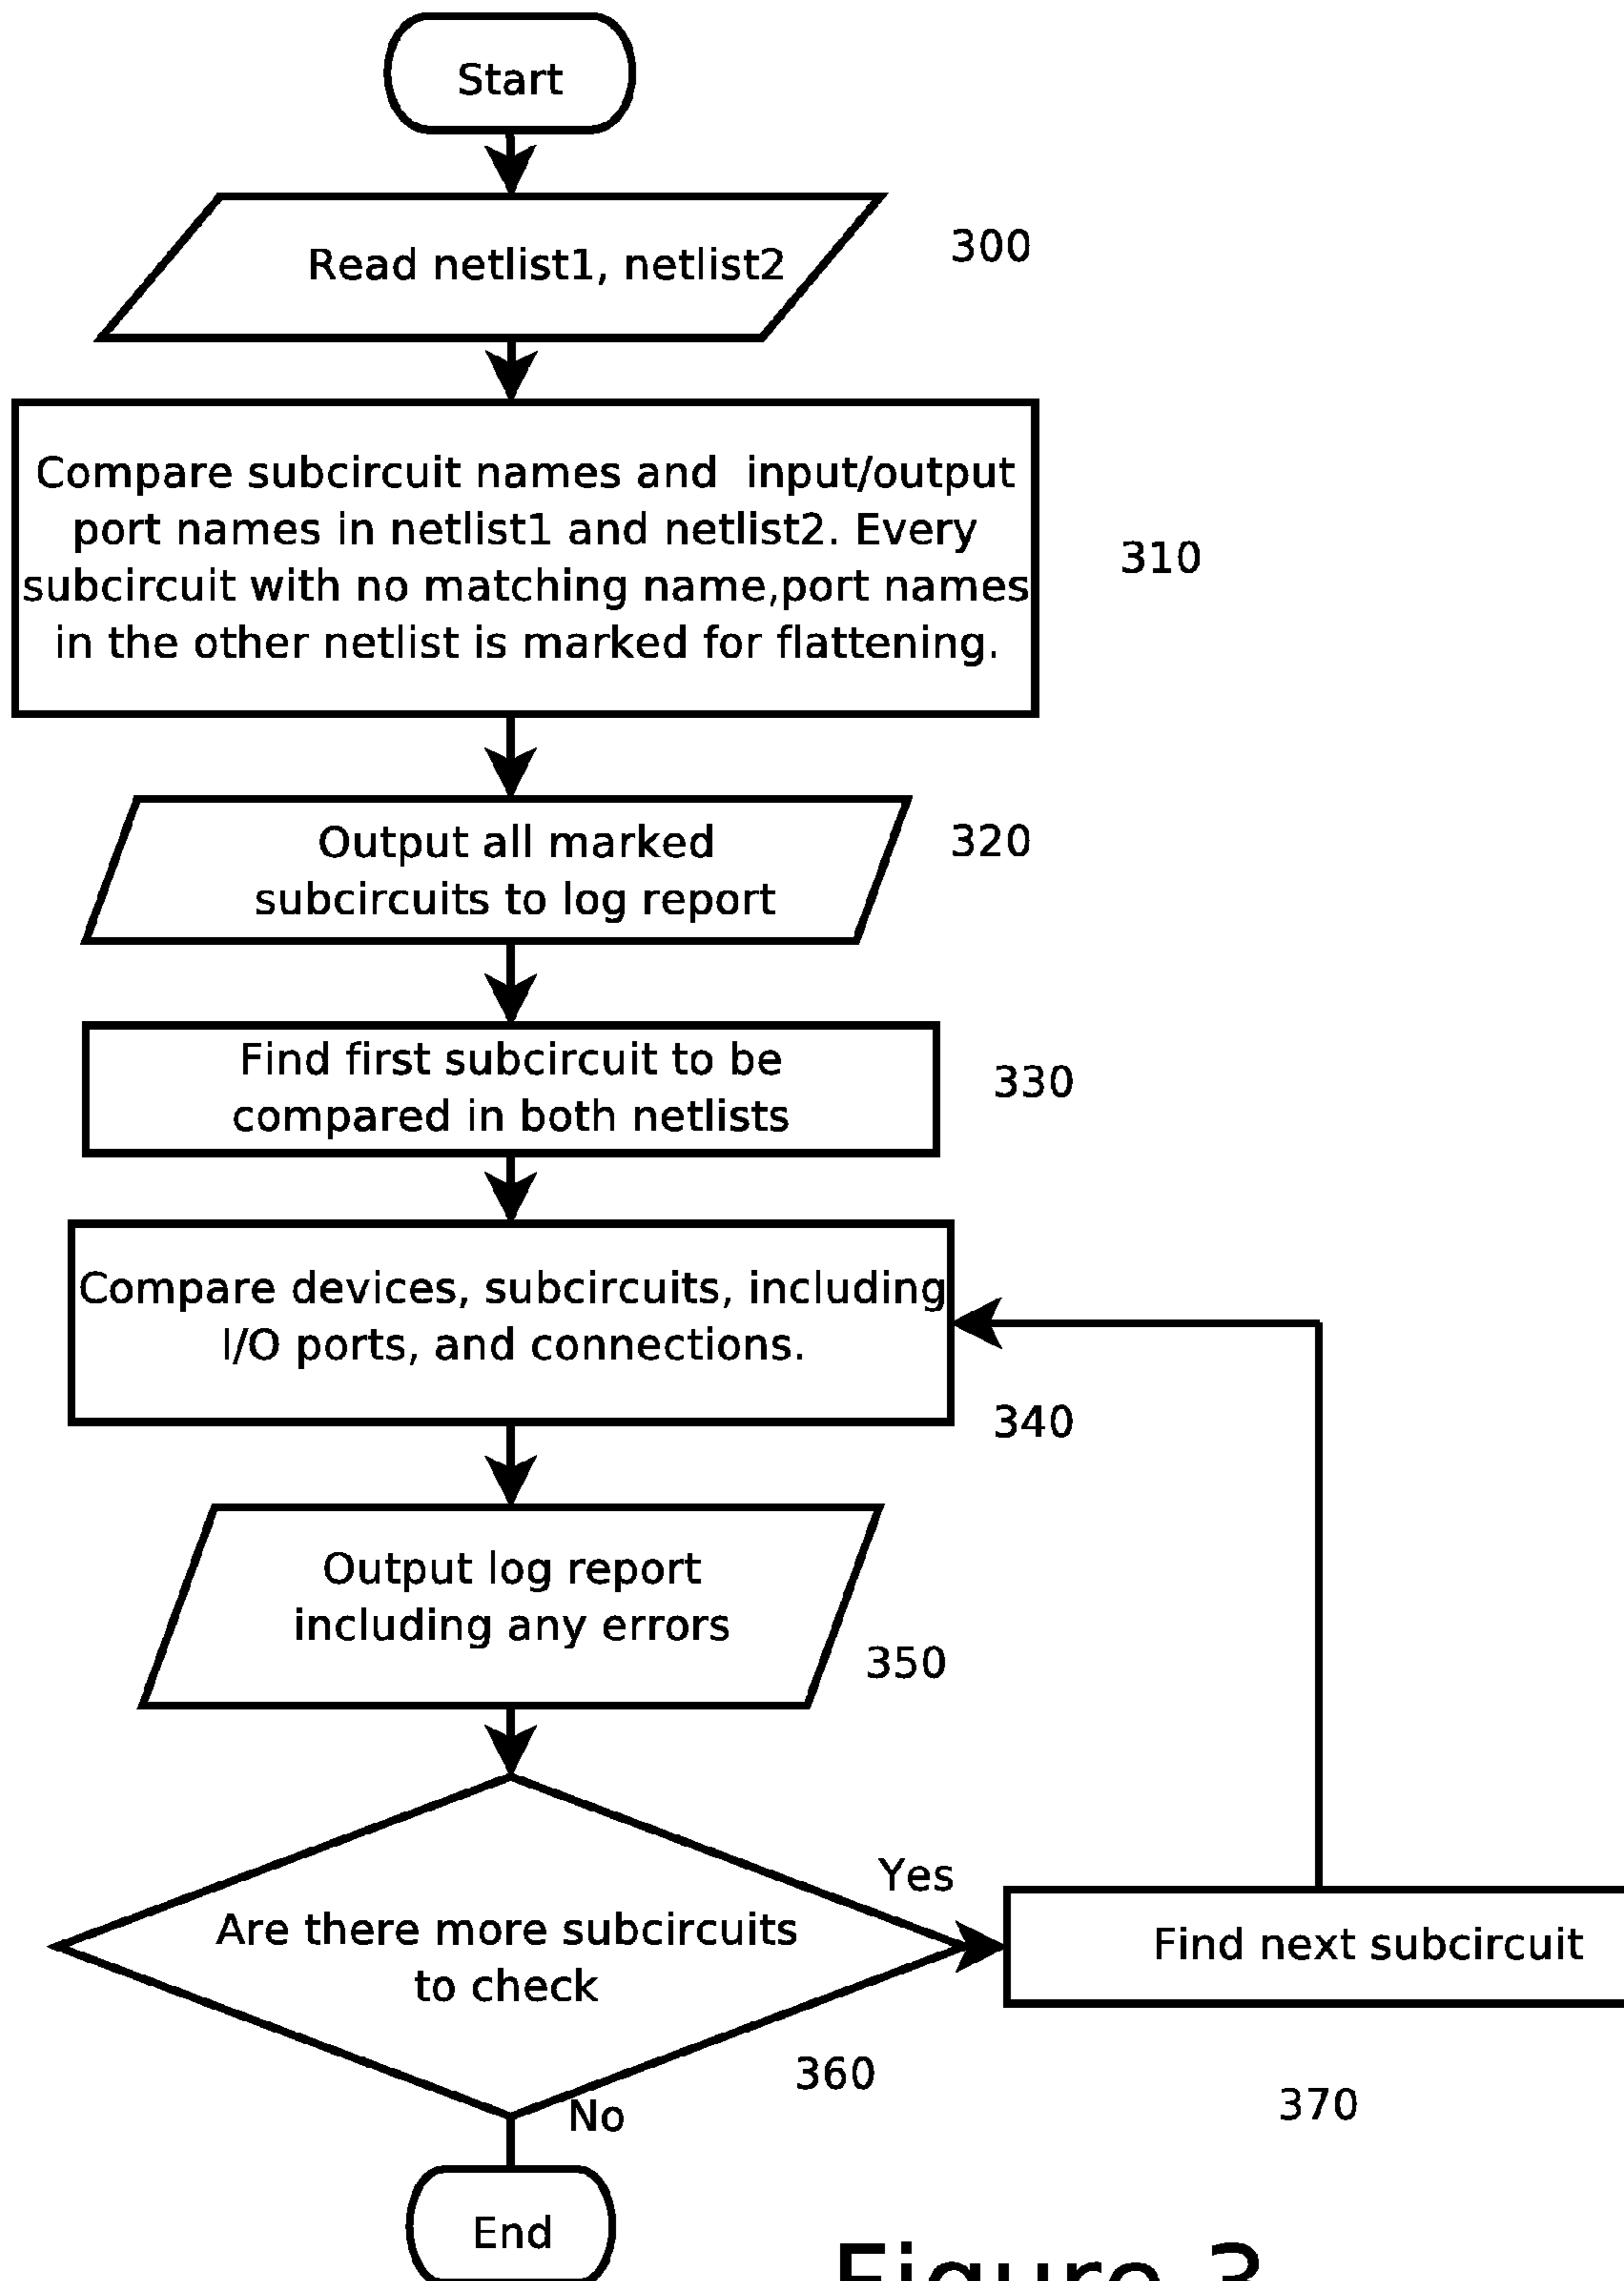 Start
Read netlist1, netlist2
300
Compare subcircuit names and  input/output
port names in netlist1 and netlist2. Every
subcircuit with no matching name,port names
in the other netlist is marked for flattening.
310
Output all marked
subcircuits to log report
320
Find first subcircuit to be
compared in both netlists
330
Compare devices, subcircuits, including
I/O ports, and connections.
340
Output log report
including any errors
350
Are there more subcircuits
to check
Yes
360
No
Find next subcircuit
370
End
Figure 3